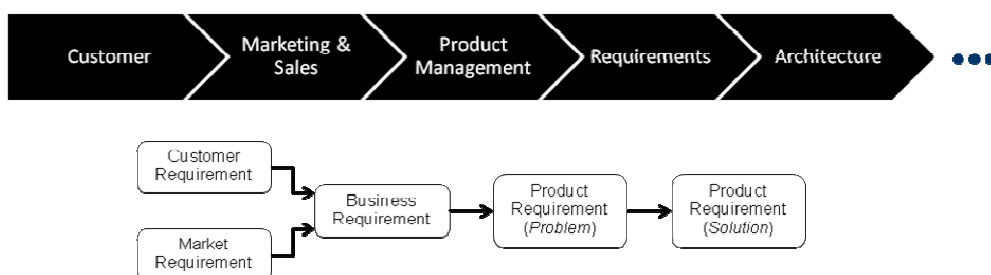 Customer
Marketing &
Sales
Product
Management
Requirements
Architecture
Customer
Requirement
Market
Requirement
Business
Requirement
Product
Requirement
(Problem)
Product
Requirement
(Solution)